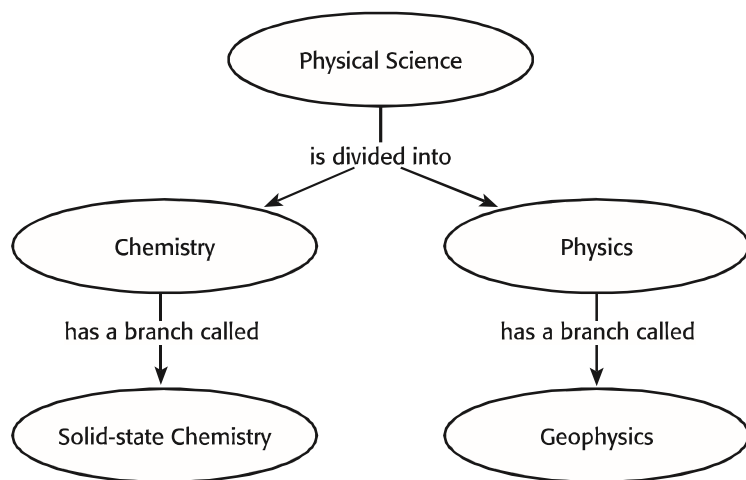 Physical Science
is divided into
Chemistry
Physics
has a branch called
has a branch called
Solid-state Chemistry
Geophysics